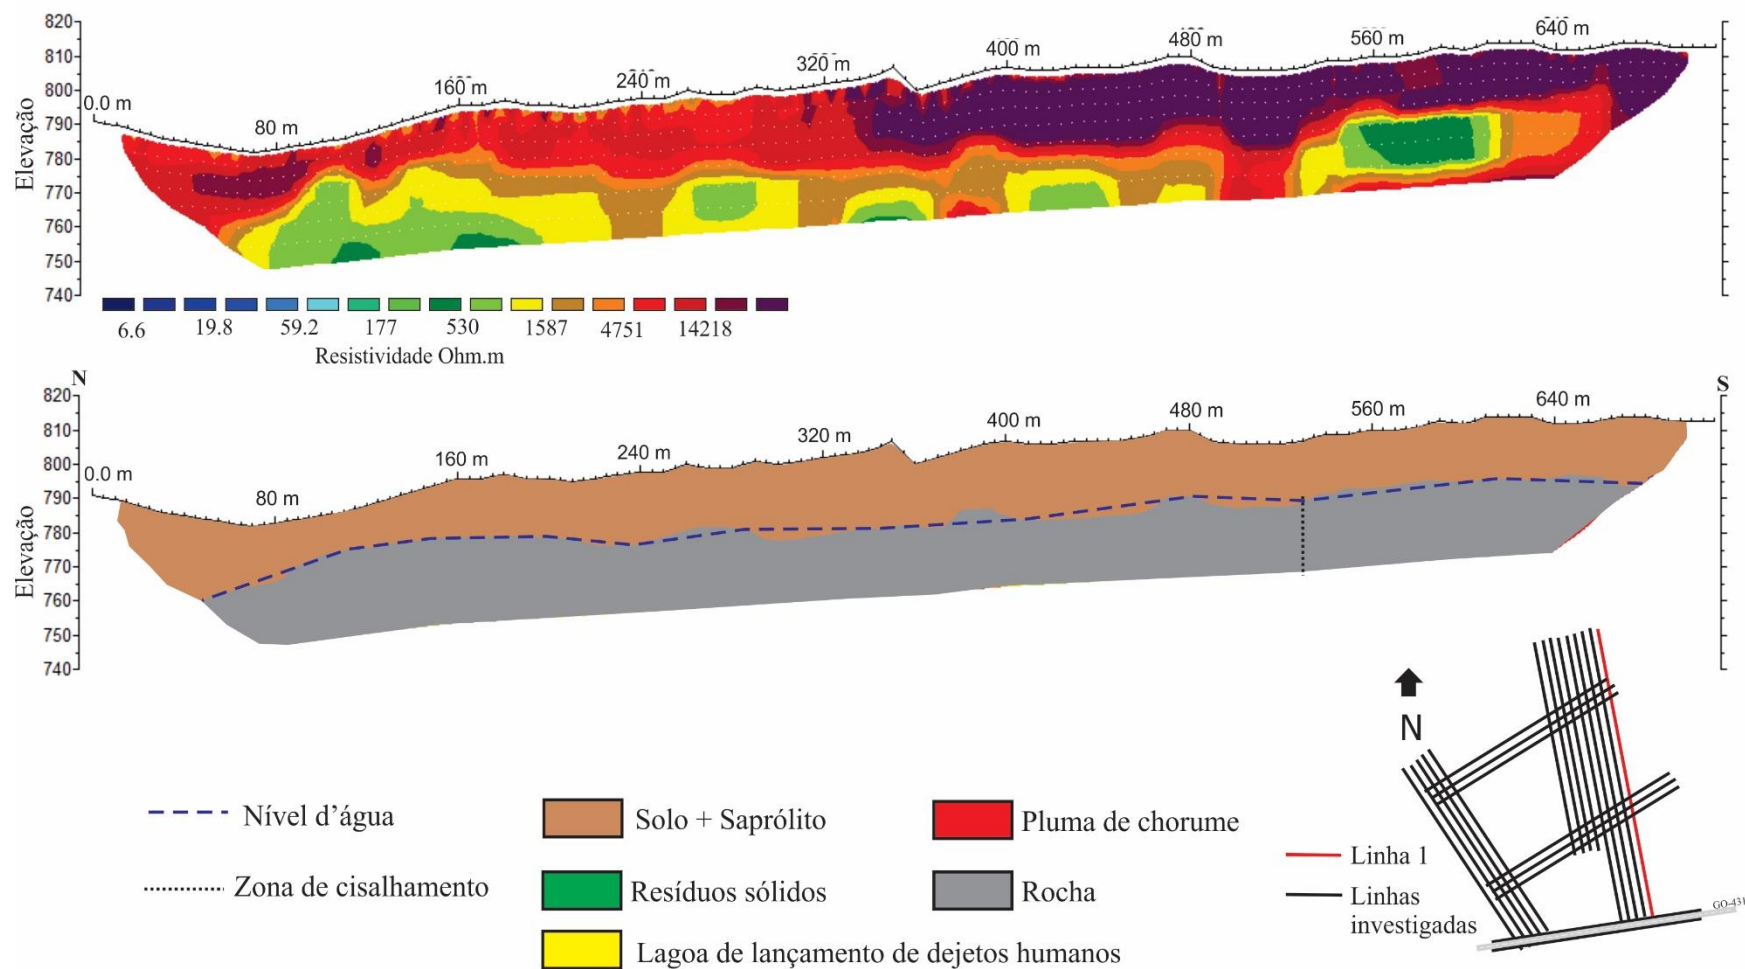 820
810
800
790
780
770
760
750
740
Elevação
0.0 m
80 m
160 m
240 m
320 m
400 m
480 m
560 m
640 m
6.6
19.8
59.2
177
530
1587
4751
14218
Resistividade Ohm.m
N
S
820
810
800
790
780
770
760
750
740
Elevação
0.0 m
80 m
160 m
240 m
320 m
400 m
480 m
560 m
640 m
N
Nível d’água
Solo + Saprólito
Pluma de chorume
Zona de cisalhamento
Resíduos sólidos
Rocha
Lagoa de lançamento de dejetos humanos
Linha 1
Linhas
investigadas
GO-431